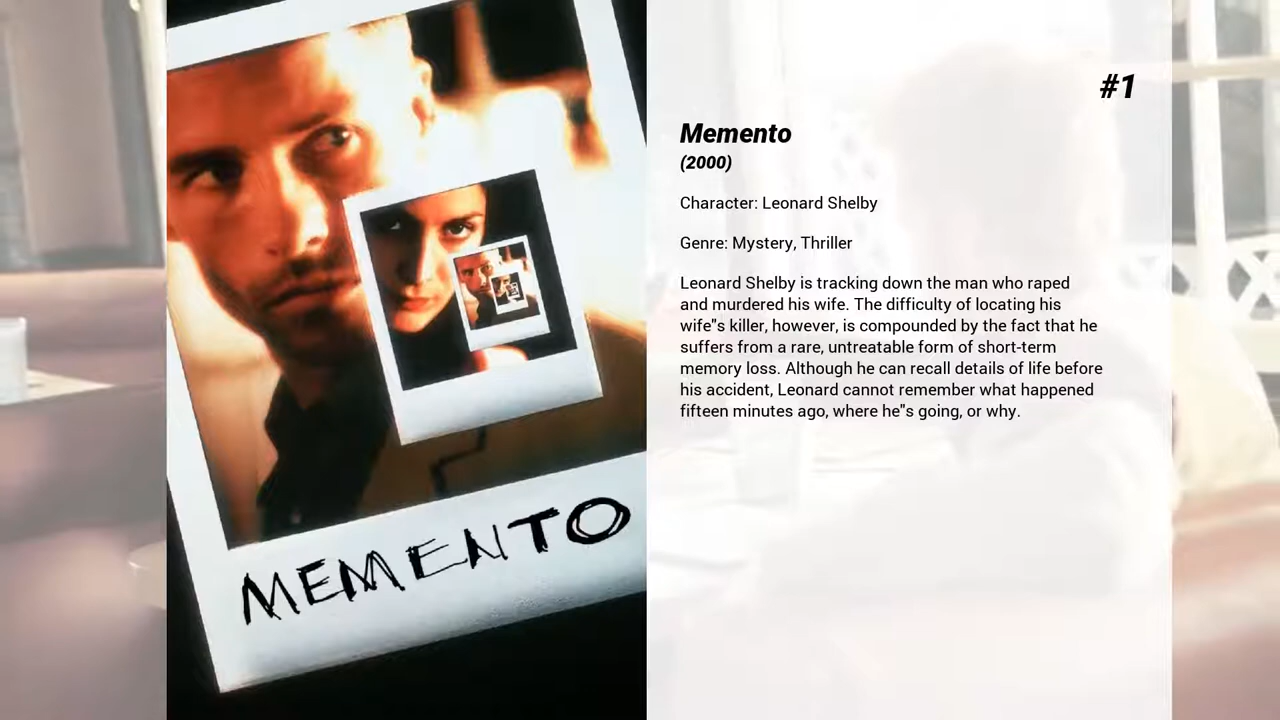 MEMENTO
#1
Memento
(2000)
Character: Leonard Shelby
Genre: Mystery, Thriller
Leonard Shelby is tracking down the man who raped
and murdered his wife. The difficulty of locating his
wife"s killer, however, is compounded by the fact that he
suffers from a rare, untreatable form of short-term
memory loss. Although he can recall details of life before
his accident, Leonard cannot remember what happened
fifteen minutes ago, where he"s going, or why.